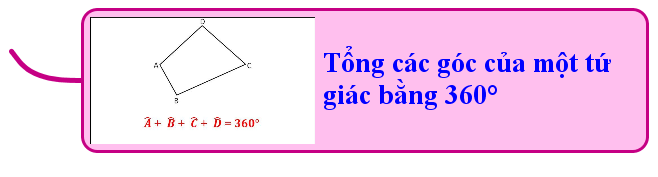 D
A
C
B
Â + B̂ + Ĉ + D̂ = 360°
Tổng các góc của một tứ
giác bằng 360°